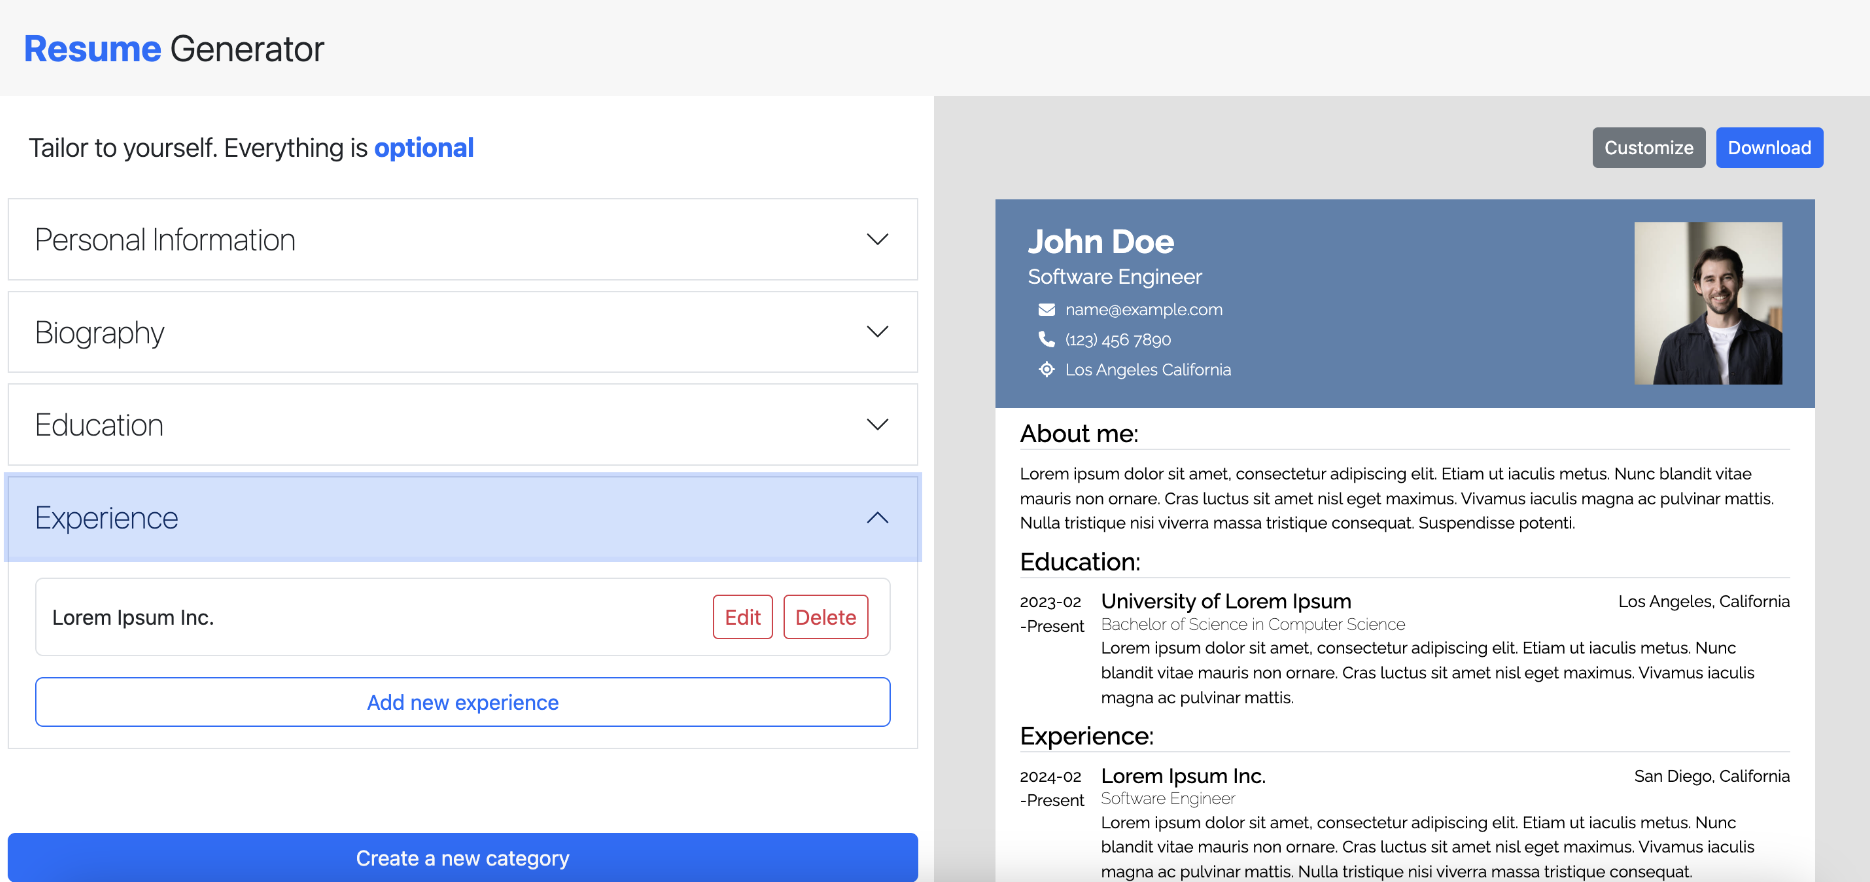 Resume Generator
Tailor to yourself. Everything is optional
Personal Information
Biography
Education
Experience
Lorem Ipsum Inc.
Edit
Delete
Add new experience
Create a new category
Customize
Download
John Doe
Software Engineer
name@example.com
(123) 456 7890
Los Angeles California
About me:
Lorem ipsum dolor sit amet, consectetur adipiscing elit. Etiam ut iaculis metus. Nunc blandit vitae
mauris non ornare. Cras luctus sit amet nisl eget maximus. Vivamus iaculis magna ac pulvinar mattis.
Nulla tristique nisi viverra massa tristique consequat. Suspendisse potenti.
Education:
2023-02
-Present
University of Lorem Ipsum
Los Angeles, California
Bachelor of Science in Computer Science
Lorem ipsum dolor sit amet, consectetur adipiscing elit. Etiam ut iaculis metus. Nunc
blandit vitae mauris non ornare. Cras luctus sit amet nisl eget maximus. Vivamus iaculis
magna ac pulvinar mattis.
Experience:
2024-02
-Present
Lorem Ipsum Inc.
San Diego, California
Software Engineer
Lorem ipsum dolor sit amet, consectetur adipiscing elit. Etiam ut iaculis metus. Nunc
blandit vitae mauris non ornare. Cras luctus sit amet nisl eget maximus. Vivamus iaculis
magna ac pulvinar mattis. Nulla tristique nisi viverra massa tristique consequat.